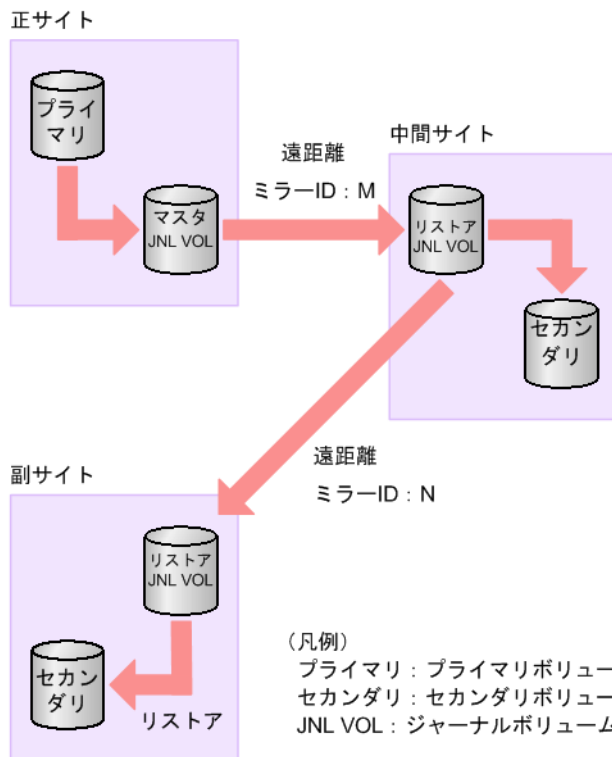 正サイト
プライ
マリ
マスタ
JNL VOL
遠距離
ミラーID：M
中間サイト
リストア
JNL VOL
セカン
ダリ
遠距離
ミラーID：N
副サイト
リストア
JNL VOL
セカン
ダリ
リストア
（凡例）
プライマリ：プライマリボリュー
セカンダリ：セカンダリボリュー
JNL VOL：ジャーナルボリューム